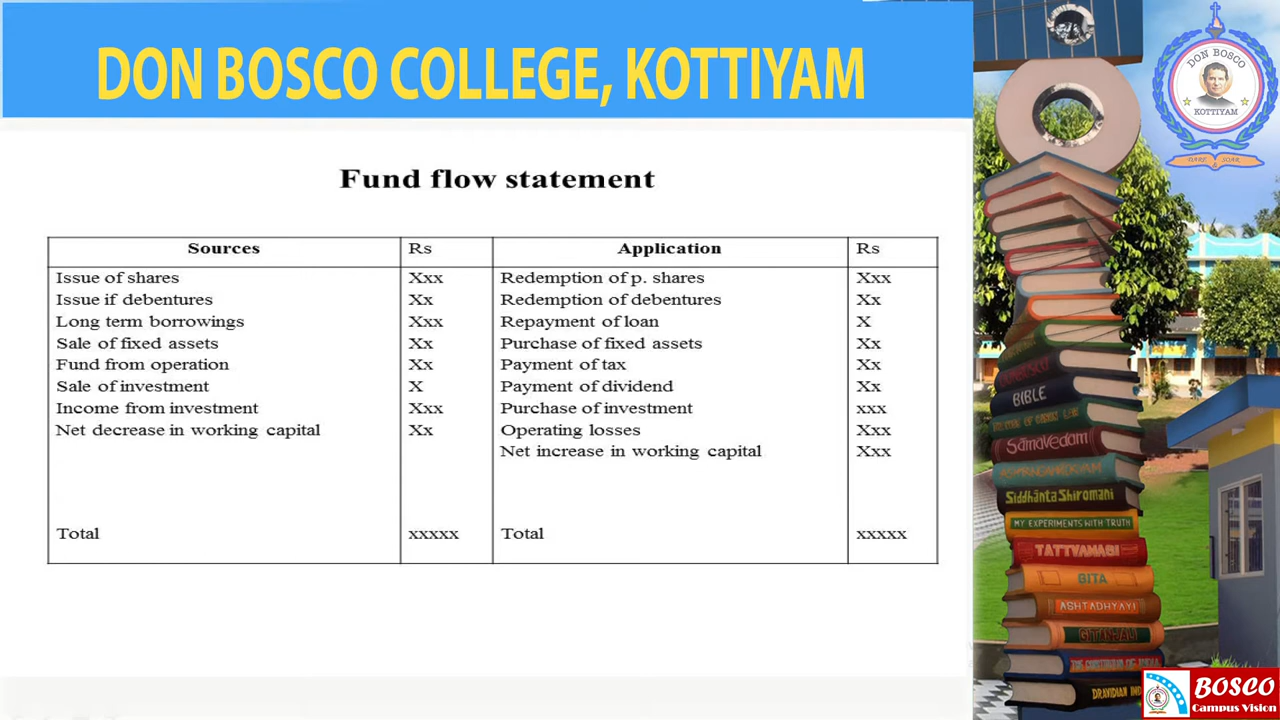 DON BOSCO COLLEGE, KOTTIYAM
DON BOSCO
KOTTIYAM
DARE & SOAR
Fund flow statement
Sources Rs Application Rs
Issue of shares Xxx Redemption of p. shares Xxx
Issue if debentures Xx Redemption of debentures Xx
Long term borrowings Xxx Repayment of loan X
Sale of fixed assets Xx Purchase of fixed assets Xx
Fund from operation Xx Payment of tax Xx
Sale of investment X Payment of dividend Xx
Income from investment Xxx Purchase of investment xxx
Net decrease in working capital Xx Operating losses Xxx
Net increase in working capital Xxx
Total xxxxx Total xxxxx
BIBLE
Sāmavedam
Siddhānta Shiromani
MY EXPERIMENTS WITH TRUTH
GITA
ASHTADHYAYI
GITANJALI
DRAVIDIAN
BOSCO
Campus Vision